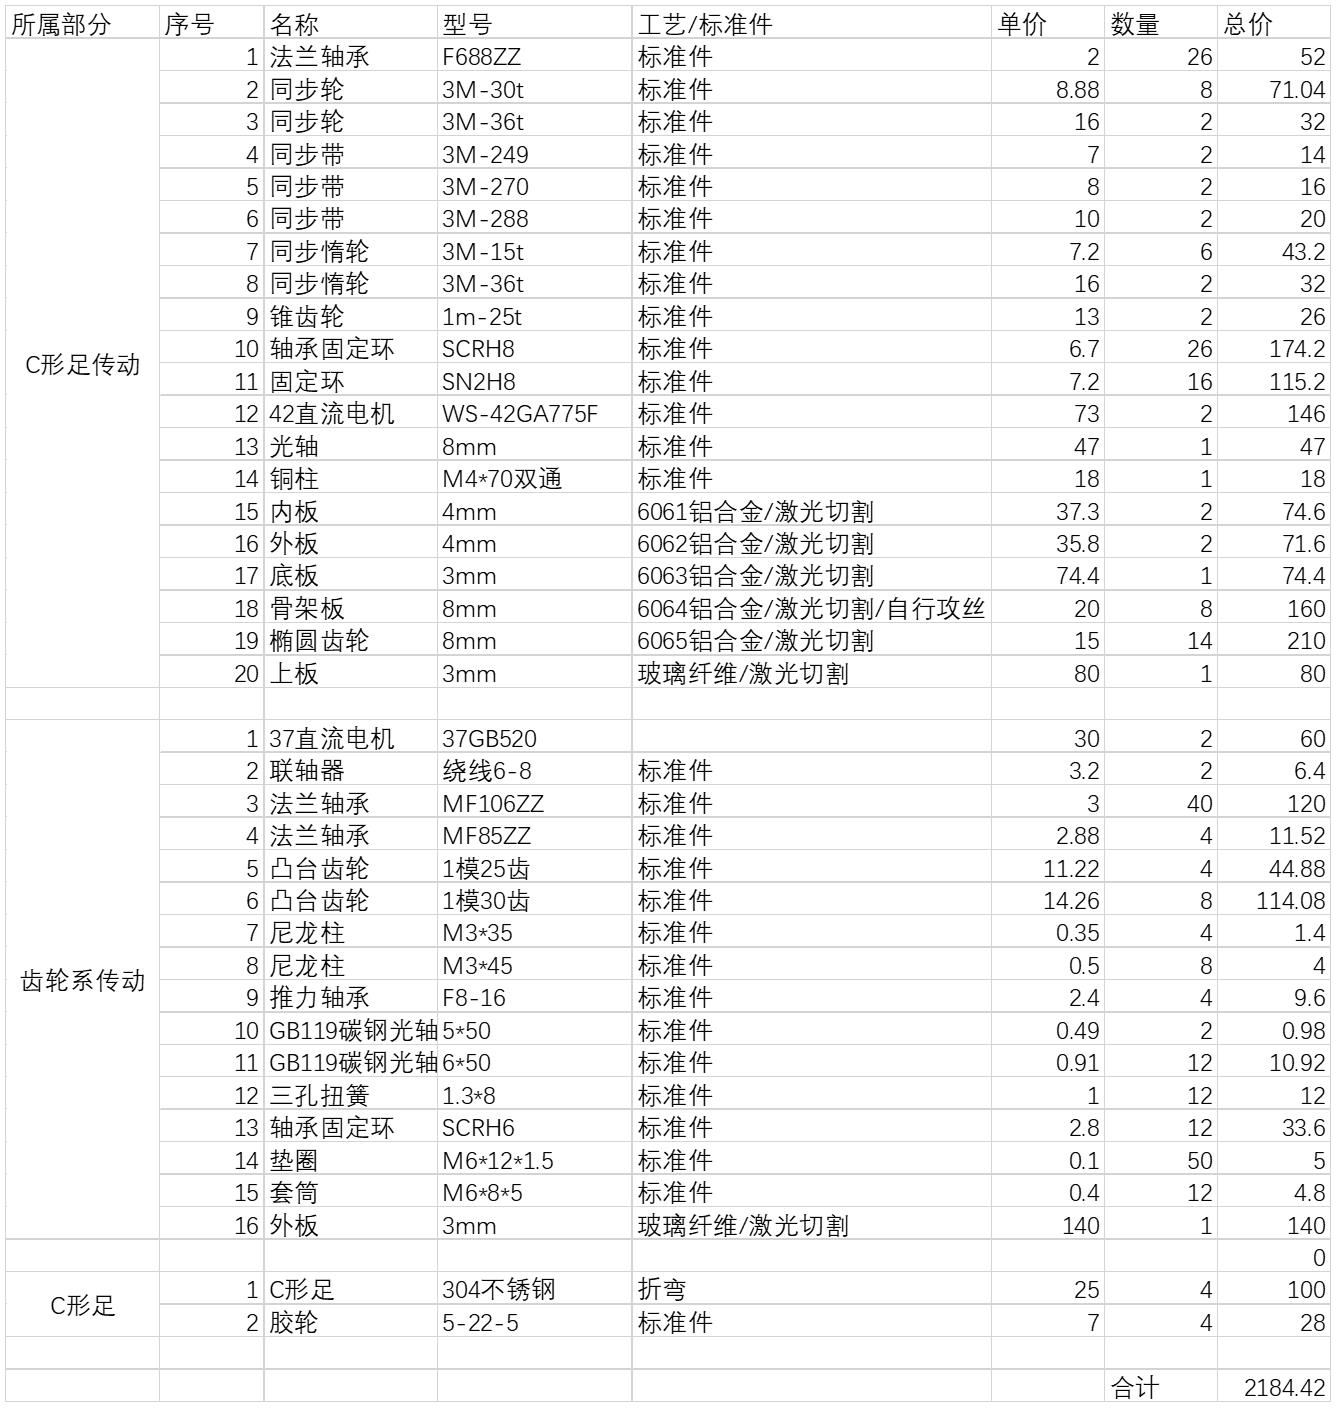 所属部分 序号 名称 型号 工艺/标准件 单价 数量 总价
1 法兰轴承 F688ZZ 标准件 2 26 52
2 同步轮 3M-30t 标准件 8.88 8 71.04
3 同步轮 3M-36t 标准件 16 2 32
4 同步带 3M-249 标准件 7 2 14
5 同步带 3M-270 标准件 8 2 16
6 同步带 3M-288 标准件 10 2 20
7 同步惰轮 3M-15t 标准件 7.2 6 43.2
8 同步惰轮 3M-36t 标准件 16 2 32
9 锥齿轮 1m-25t 标准件 13 2 26
C形足传动 10 轴承固定环 SCRH8 标准件 6.7 26 174.2
11 固定环 SN2H8 标准件 7.2 16 115.2
12 42直流电机 WS-42GA775F 标准件 73 2 146
13 光轴 8mm 标准件 47 1 47
14 铜柱 M4*70双通 标准件 18 1 18
15 内板 4mm 6061铝合金/激光切割 37.3 2 74.6
16 外板 4mm 6062铝合金/激光切割 35.8 2 71.6
17 底板 3mm 6063铝合金/激光切割 74.4 1 74.4
18 骨架板 8mm 6064铝合金/激光切割/自行攻丝 20 8 160
19 椭圆齿轮 8mm 6065铝合金/激光切割 15 14 210
20 上板 3mm 玻璃纤维/激光切割 80 1 80
1 37直流电机 37GB520 30 2 60
2 联轴器 绕线6-8 标准件 3.2 2 6.4
3 法兰轴承 MF106ZZ 标准件 3 40 120
4 法兰轴承 MF85ZZ 标准件 2.88 4 11.52
5 凸台齿轮 1模25齿 标准件 11.22 4 44.88
6 凸台齿轮 1模30齿 标准件 14.26 8 114.08
7 尼龙柱 M3*35 标准件 0.35 4 1.4
8 尼龙柱 M3*45 标准件 0.5 8 4
齿轮系传动 9 推力轴承 F8-16 标准件 2.4 4 9.6
10 GB119碳钢光轴 5*50 标准件 0.49 2 0.98
11 GB119碳钢光轴 6*50 标准件 0.91 12 10.92
12 三孔扭簧 1.3*8 标准件 1 12 12
13 轴承固定环 SCRH6 标准件 2.8 12 33.6
14 垫圈 M6*12*1.5 标准件 0.1 50 5
15 套筒 M6*8*5 标准件 0.4 12 4.8
16 外板 3mm 玻璃纤维/激光切割 140 1 140
0
C形足 1 C形足 304不锈钢 折弯 25 4 100
2 胶轮 5-22-5 标准件 7 4 28
合计 2184.42